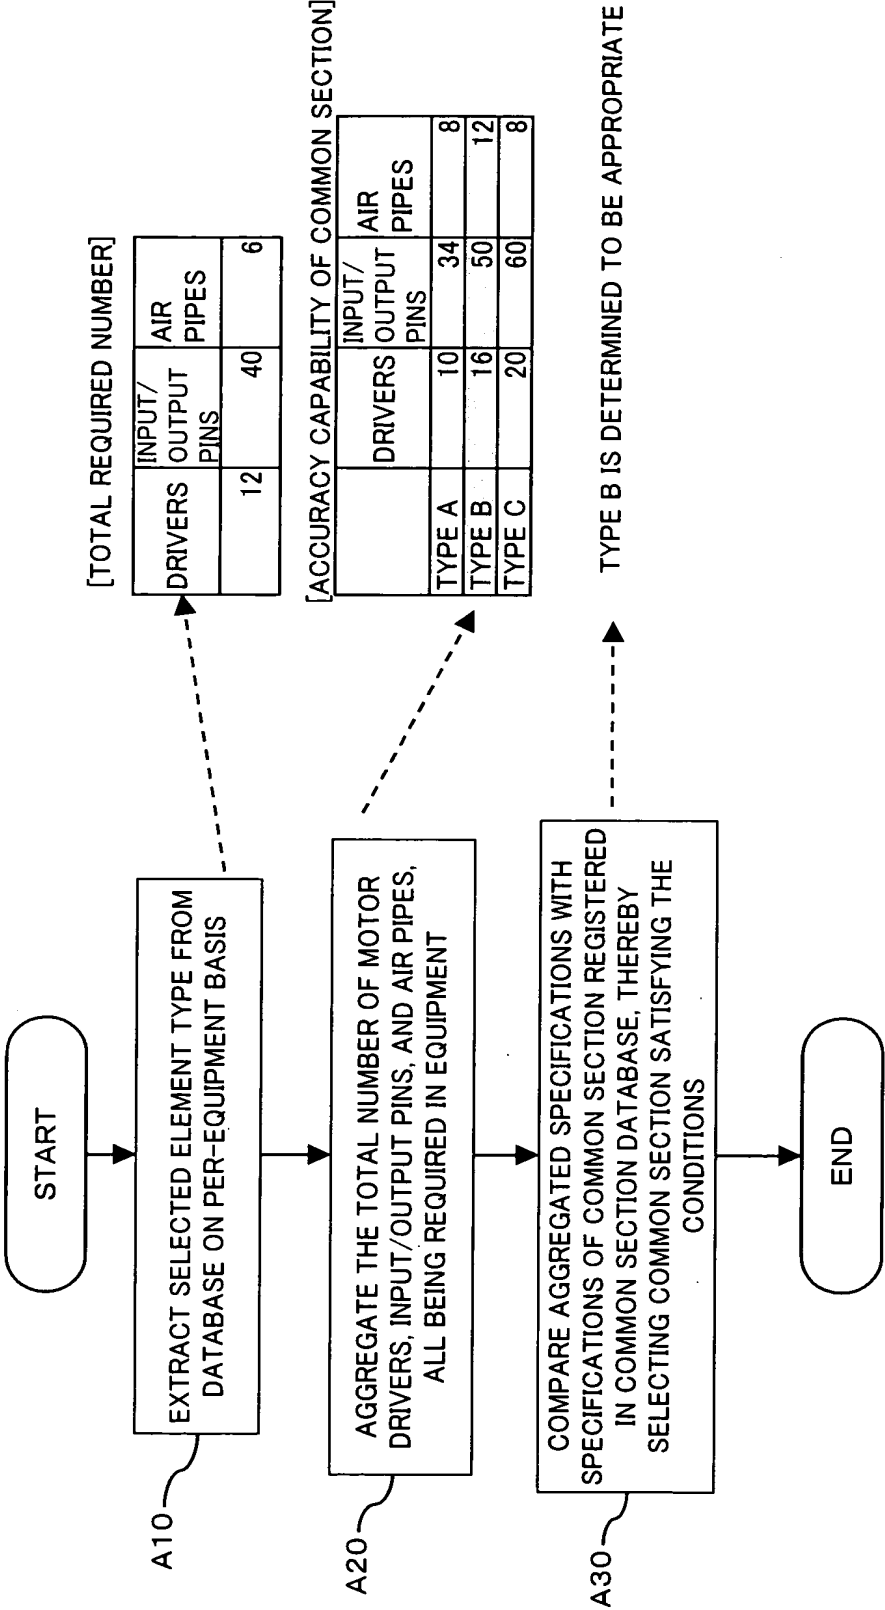 START
A10
EXTRACT SELECTED ELEMENT TYPE FROM
DATABASE ON PER-EQUIPMENT BASIS
[TOTAL REQUIRED NUMBER]
DRIVERS INPUT/OUTPUT PINS AIR PIPES
12 40 6
A20
AGGREGATE THE TOTAL NUMBER OF MOTOR
DRIVERS, INPUT/OUTPUT PINS, AND AIR PIPES,
ALL BEING REQUIRED IN EQUIPMENT
[ACCURACY CAPABILITY OF COMMON SECTION]
DRIVERS INPUT/OUTPUT PINS AIR PIPES
TYPE A 10 34 8
TYPE B 16 50 12
TYPE C 20 60 8
A30
COMPARE AGGREGATED SPECIFICATIONS WITH
SPECIFICATIONS OF COMMON SECTION REGISTERED
IN COMMON SECTION DATABASE, THEREBY
SELECTING COMMON SECTION SATISFYING THE
CONDITIONS
TYPE B IS DETERMINED TO BE APPROPRIATE
END